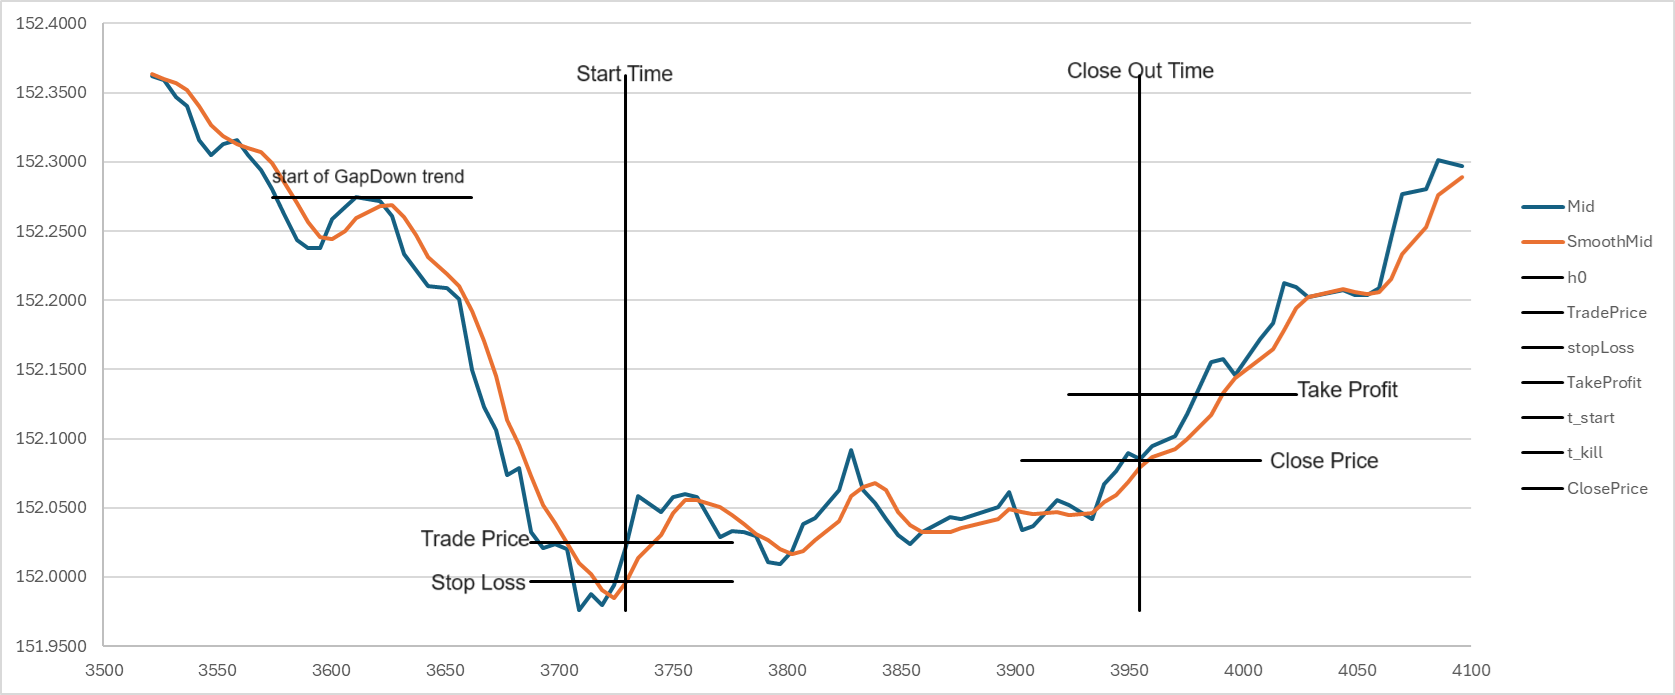 152.4000
152.3500
152.3000
152.2500
152.2000
152.1500
152.1000
152.0500
152.0000
151.9500
3500 3550 3600 3650 3700 3750 3800 3850 3900 3950 4000 4050 4100
Start Time
Close Out Time
start of GapDown trend
Take Profit
Close Price
Trade Price
Stop Loss
Mid
SmoothMid
h0
TradePrice
stopLoss
TakeProfit
t_start
t_kill
ClosePrice